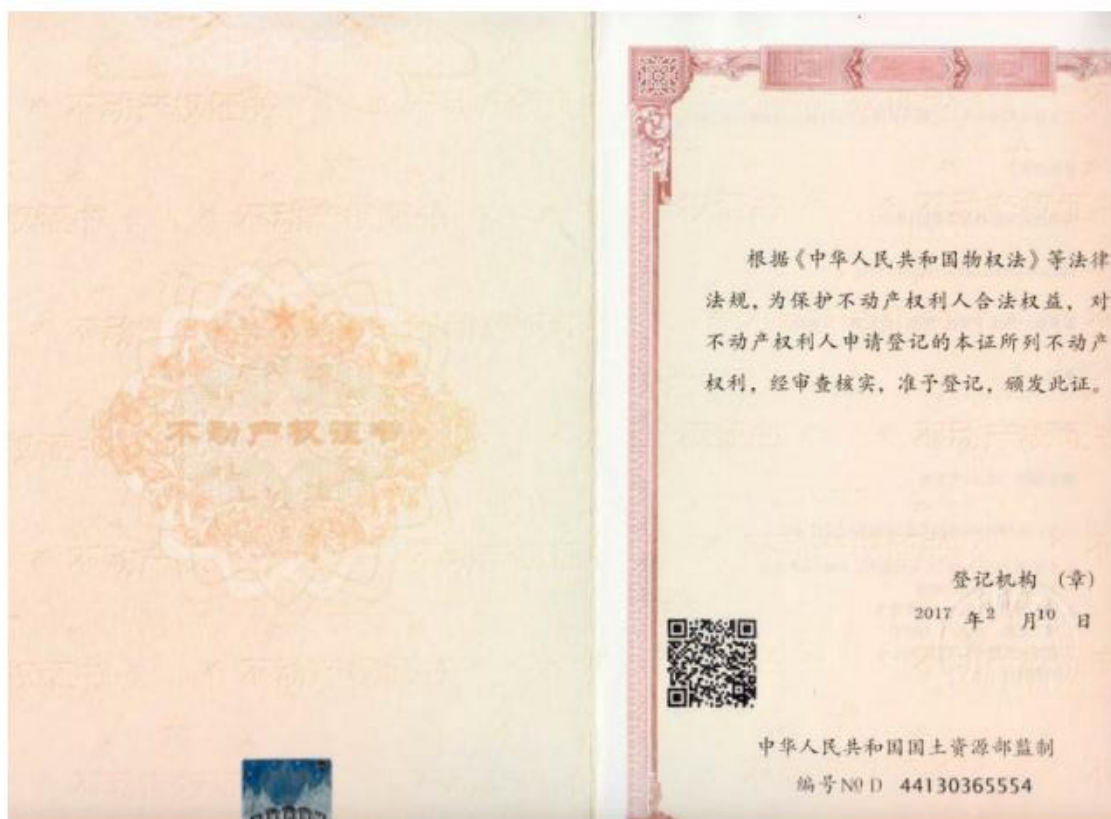 不动产权证书
根据《中华人民共和国物权法》等法律
法规,为保护不动产权利人合法权益,对
不动产权利人申请登记的本证所列不动产
权利,经审查核实,准予登记,颁发此证。
登记机构 (章)
2017 年 2 月 10 日
中华人民共和国国土资源部监制
编号 № D 44130365554